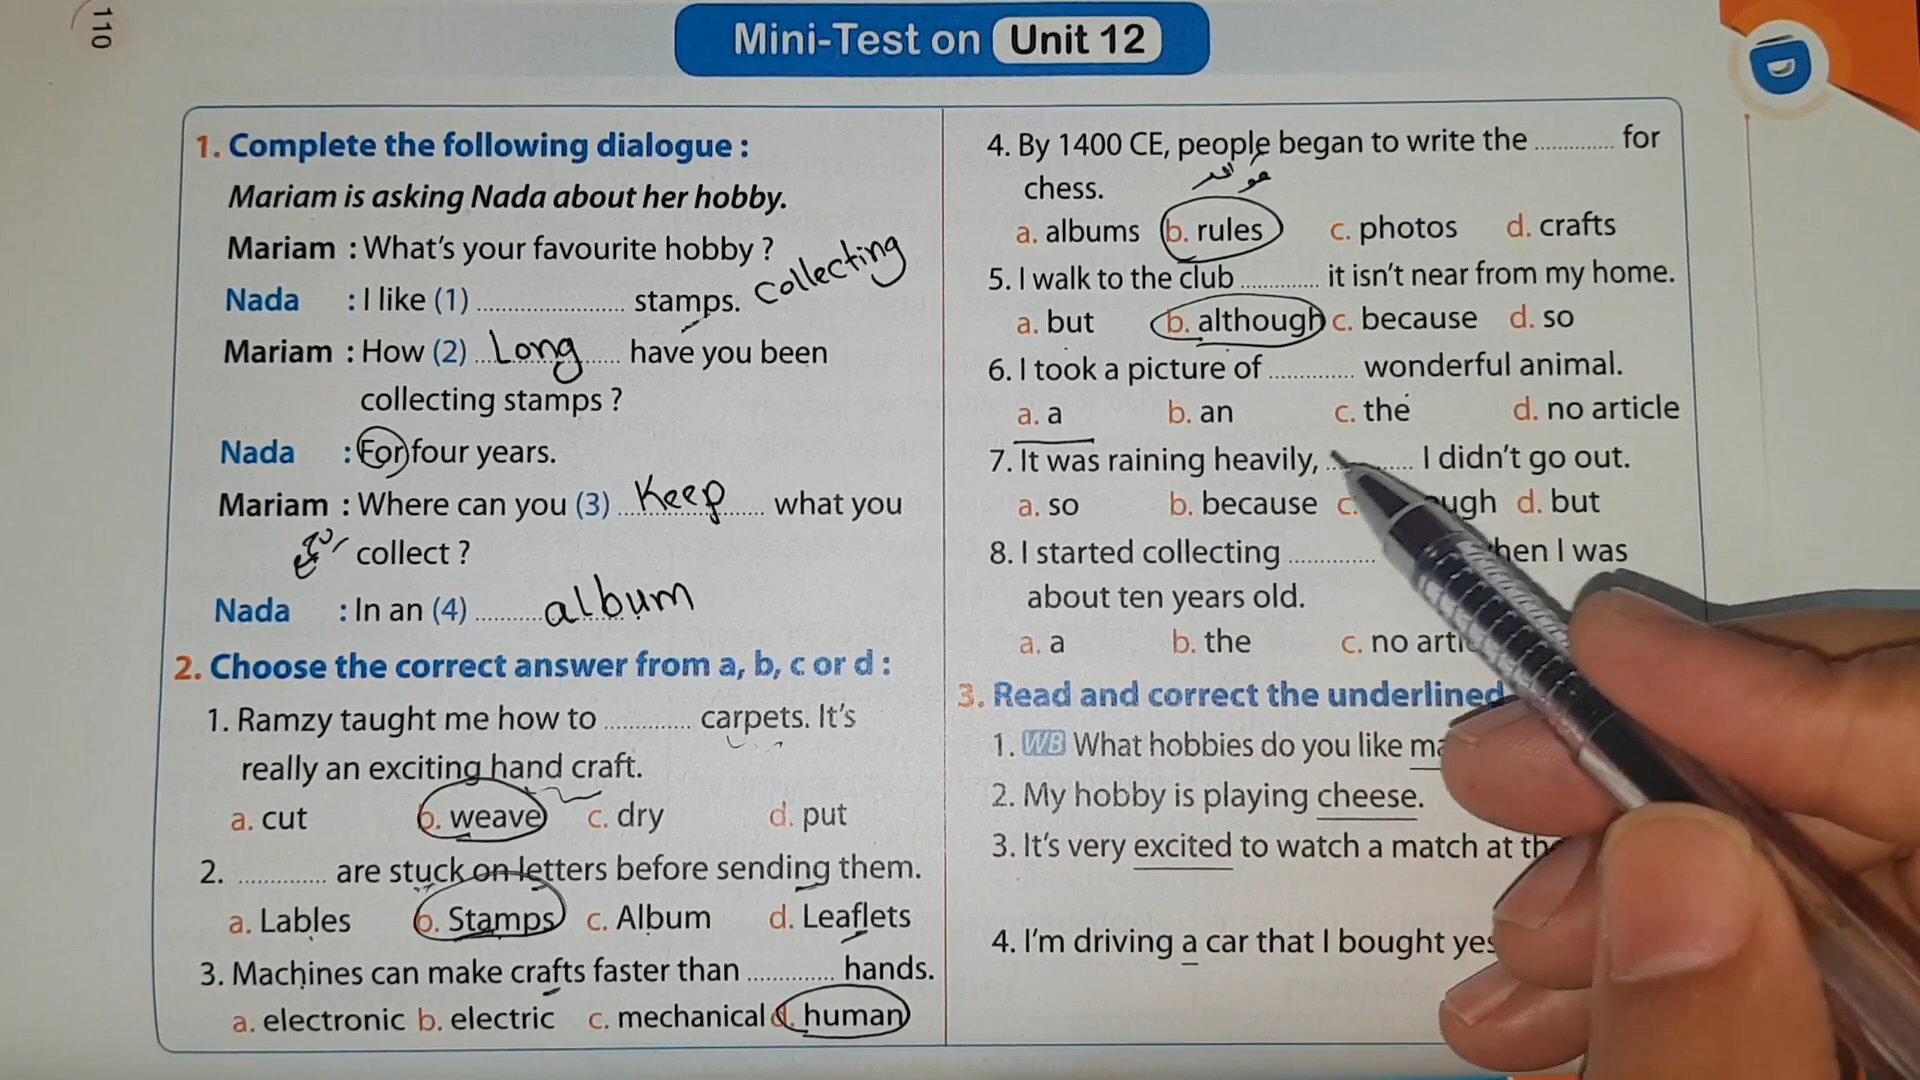 110
Mini-Test on Unit 12
1. Complete the following dialogue :
Mariam is asking Nada about her hobby.
Mariam : What's your favourite hobby ?
Nada : I like (1) ............ stamps. collecting
Mariam : How (2) Long have you been
collecting stamps ?
Nada : For four years.
Mariam : Where can you (3) Keep what you
collect ?
Nada : In an (4) album
2. Choose the correct answer from a, b, c or d :
1. Ramzy taught me how to ............ carpets. It's
really an exciting hand craft.
a. cut b. weave c. dry d. put
2. ............ are stuck on letters before sending them.
a. Lables b. Stamps c. Album d. Leaflets
3. Machines can make crafts faster than ............ hands.
a. electronic b. electric c. mechanical d. human
4. By 1400 CE, people began to write the ............ for
chess.
a. albums b. rules c. photos d. crafts
5. I walk to the club ............ it isn't near from my home.
a. but b. although c. because d. so
6. I took a picture of ............ wonderful animal.
a. a b. an c. the d. no article
7. It was raining heavily, ............ I didn't go out.
a. so b. because c. ough d. but
8. I started collecting ............ hen I was
about ten years old.
a. a b. the c. no arti
3. Read and correct the underlined
1. WB What hobbies do you like ma
2. My hobby is playing cheese.
3. It's very excited to watch a match at the
4. I'm driving a car that I bought yes